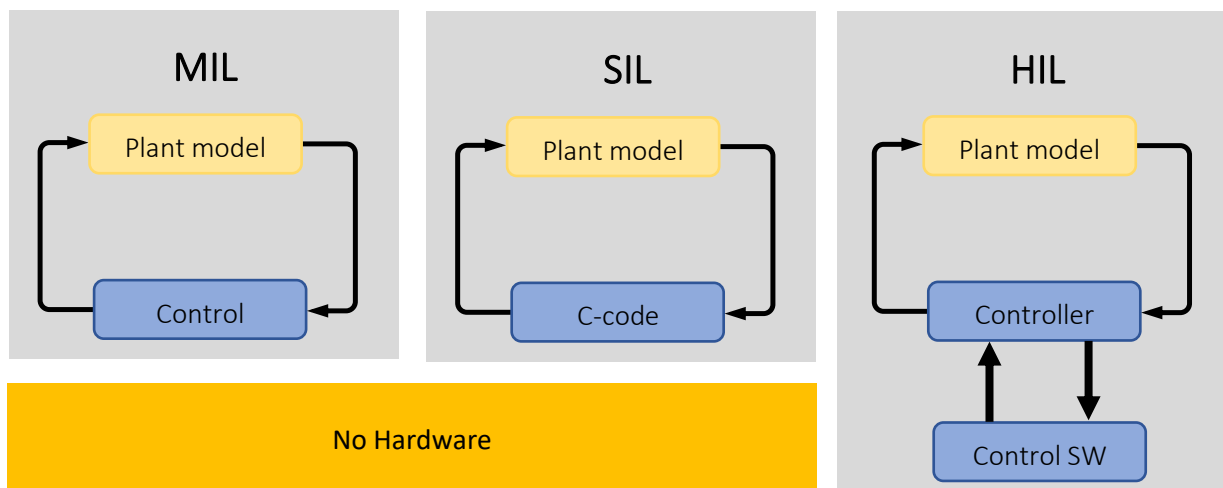 MIL
Plant model
Control
SIL
Plant model
C-code
No Hardware
HIL
Plant model
Controller
Control SW